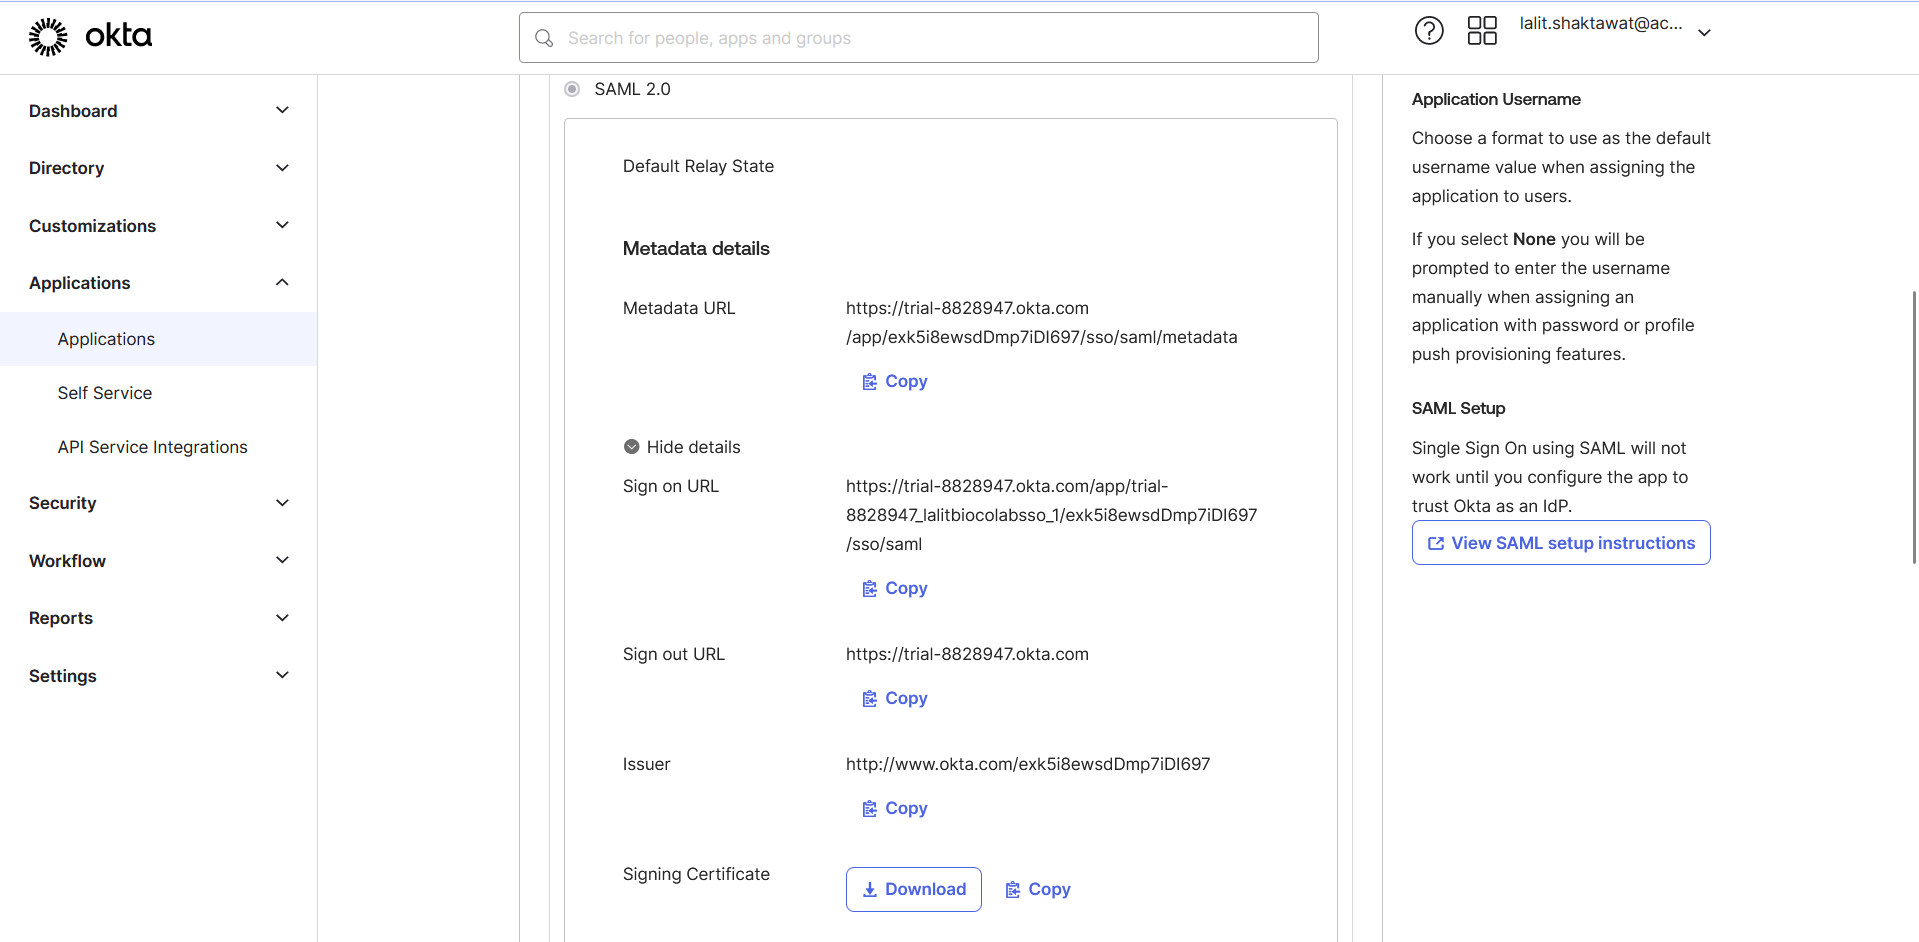 okta
Search for people, apps and groups
lalit.shaktawat@ac...
Dashboard
Directory
Customizations
Applications
Applications
Self Service
API Service Integrations
Security
Workflow
Reports
Settings
SAML 2.0
Default Relay State
Metadata details
Metadata URL
https://trial-8828947.okta.com
/app/exk5i8ewsdDmp7iDI697/sso/saml/metadata
Copy
Hide details
Sign on URL
https://trial-8828947.okta.com/app/trial-
8828947_lalitbiocolabsso_1/exk5i8ewsdDmp7iDI697
/sso/saml
Copy
Sign out URL
https://trial-8828947.okta.com
Copy
Issuer
http://www.okta.com/exk5i8ewsdDmp7iDI697
Copy
Signing Certificate
Download
Copy
Application Username
Choose a format to use as the default
username value when assigning the
application to users.
If you select None you will be
prompted to enter the username
manually when assigning an
application with password or profile
push provisioning features.
SAML Setup
Single Sign On using SAML will not
work until you configure the app to
trust Okta as an IdP.
View SAML setup instructions